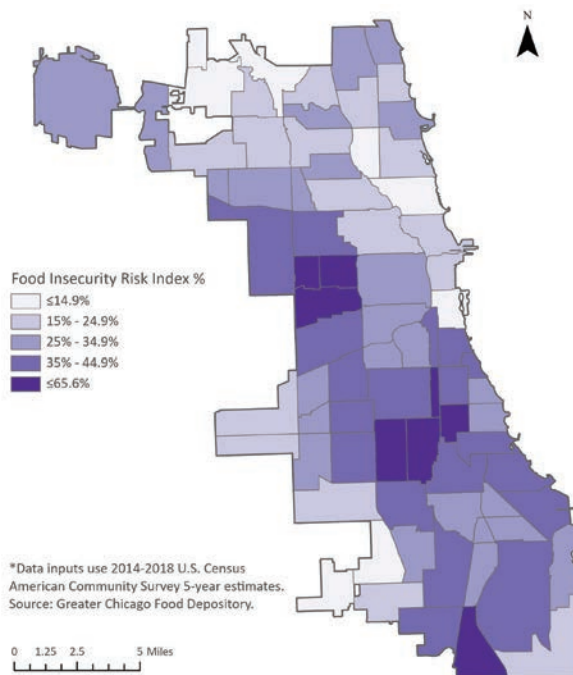 N
Food Insecurity Risk Index %
≤14.9%
15% - 24.9%
25% - 34.9%
35% - 44.9%
≤65.6%
*Data inputs use 2014-2018 U.S. Census
American Community Survey 5-year estimates.
Source: Greater Chicago Food Depository.
0 1.25 2.5 5 Miles